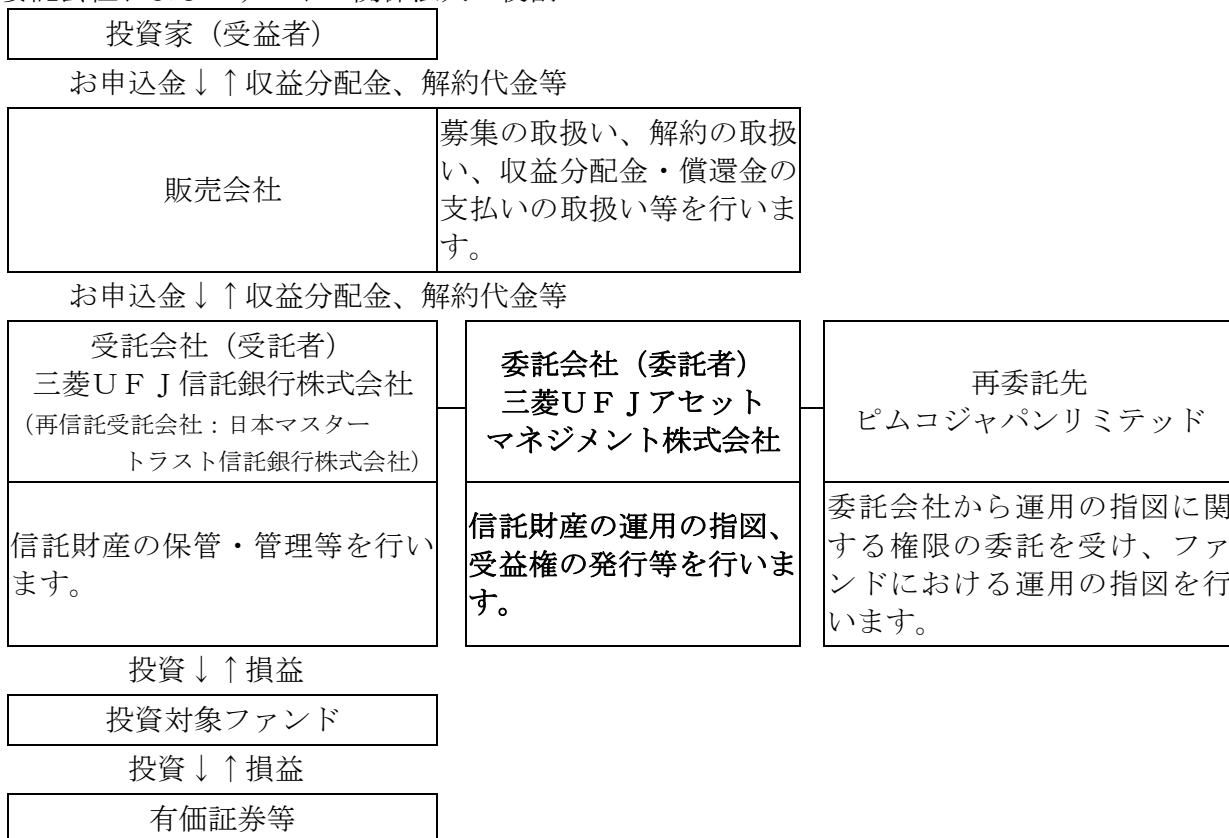 投資家（受益者）
お申込金↓↑収益分配金、解約代金等
販売会社
募集の取扱い、解約の取扱
い、収益分配金・償還金の
支払いの取扱い等を行いま
す。
お申込金↓↑収益分配金、解約代金等
受託会社（受託者）
三菱ＵＦＪ信託銀行株式会社
（再信託受託会社：日本マスター
トラスト信託銀行株式会社）
委託会社（委託者）
三菱ＵＦＪアセット
マネジメント株式会社
再委託先
ピムコジャパンリミテッド
信託財産の保管・管理等を行い
ます。
信託財産の運用の指図、
受益権の発行等を行いま
す。
委託会社から運用の指図に関
する権限の委託を受け、ファ
ンドにおける運用の指図を行
います。
投資↓↑損益
投資対象ファンド
投資↓↑損益
有価証券等